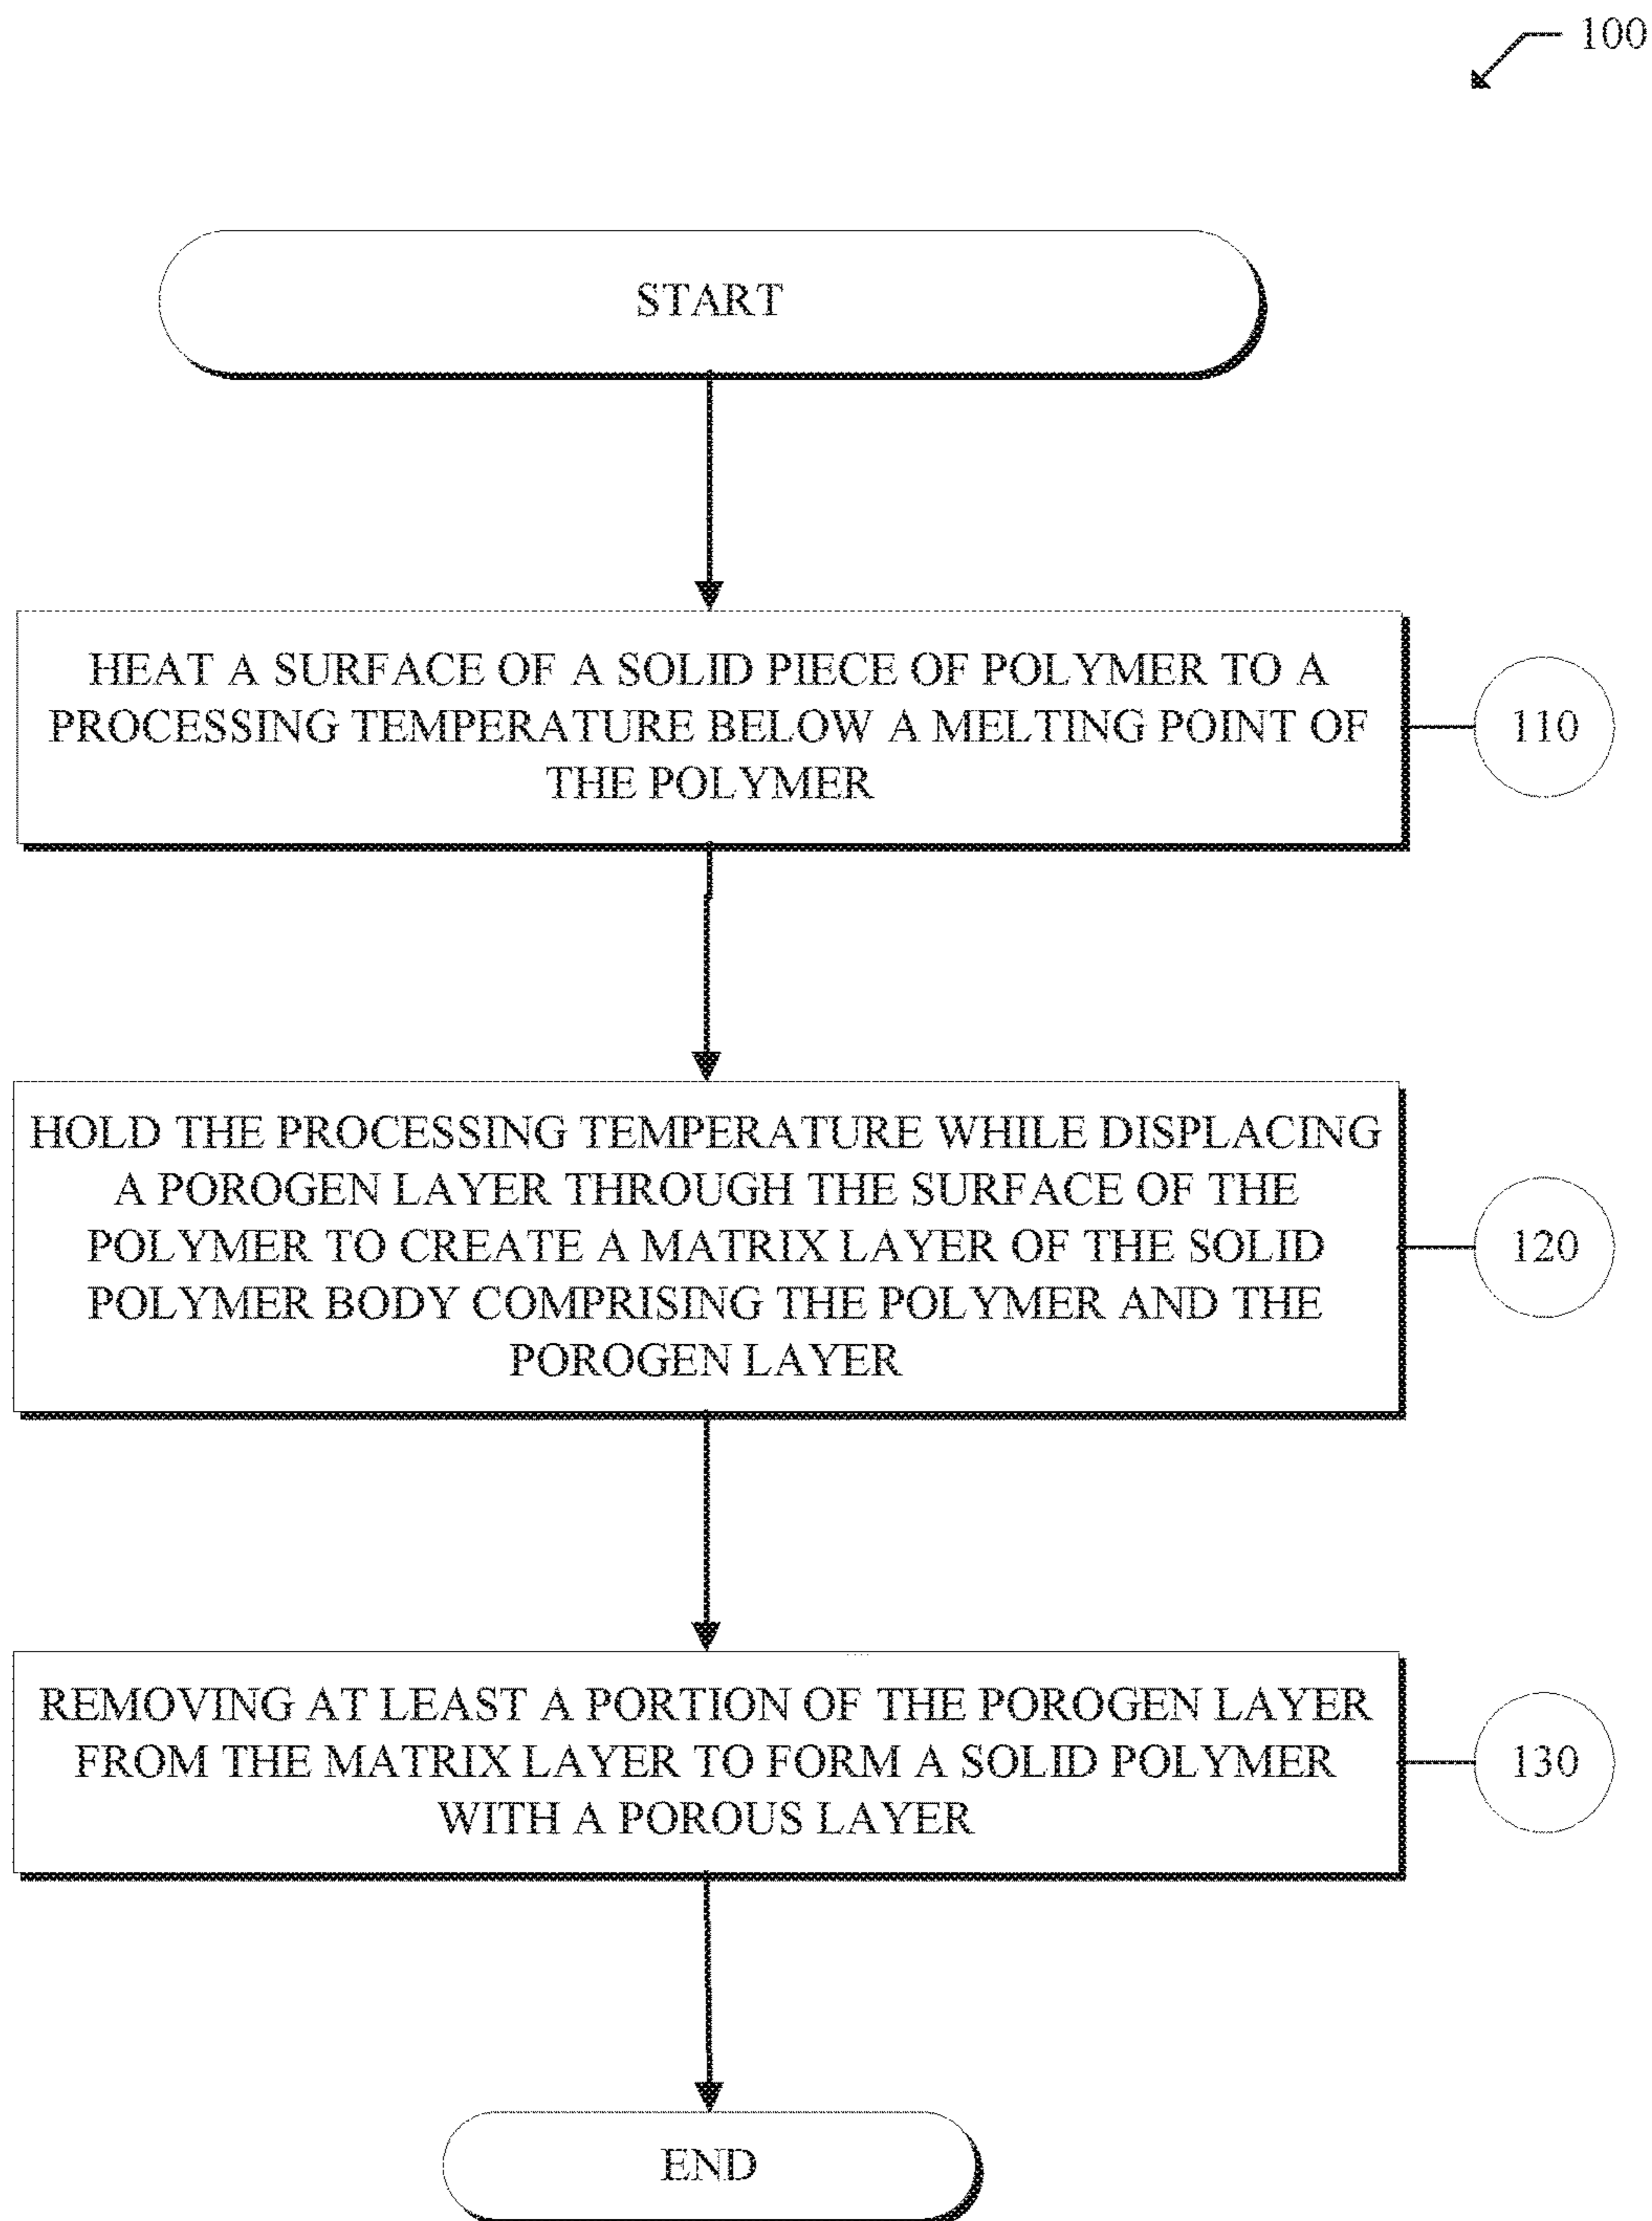 100
START
HEAT A SURFACE OF A SOLID PIECE OF POLYMER TO A
PROCESSING TEMPERATURE BELOW A MELTING POINT OF
THE POLYMER
110
HOLD THE PROCESSING TEMPERATURE WHILE DISPLACING
A POROGEN LAYER THROUGH THE SURFACE OF THE
POLYMER TO CREATE A MATRIX LAYER OF THE SOLID
POLYMER BODY COMPRISING THE POLYMER AND THE
POROGEN LAYER
120
REMOVING AT LEAST A PORTION OF THE POROGEN LAYER
FROM THE MATRIX LAYER TO FORM A SOLID POLYMER
WITH A POROUS LAYER
130
END